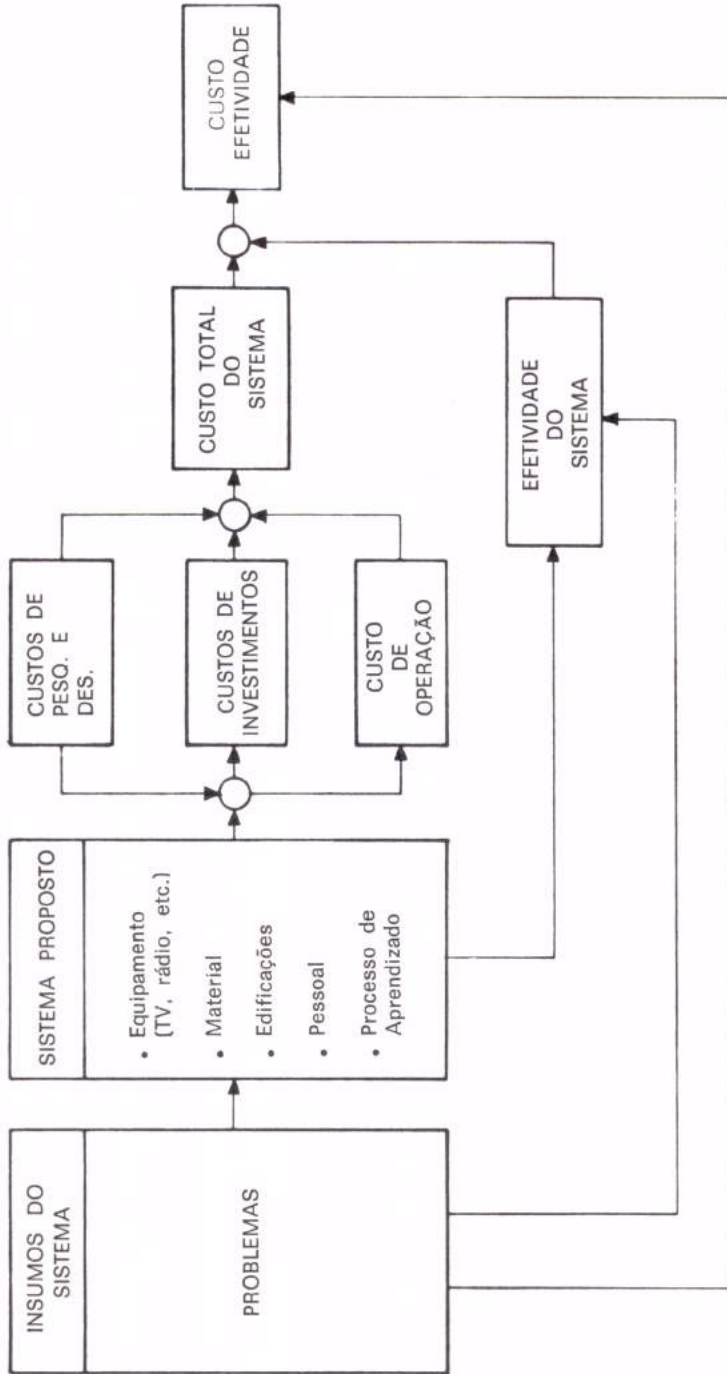 INSUMOS DO
SISTEMA
PROBLEMAS
SISTEMA PROPOSTO
• Equipamento
(TV, rádio, etc.)
• Material
• Edificações
• Pessoal
• Processo de
Aprendizado
CUSTOS DE
PESQ. E
DES.
CUSTOS DE
INVESTIMENTOS
CUSTO
DE
OPERAÇÃO
CUSTO TOTAL
DO
SISTEMA
EFETIVIDADE
DO
SISTEMA
CUSTO
EFETIVIDADE